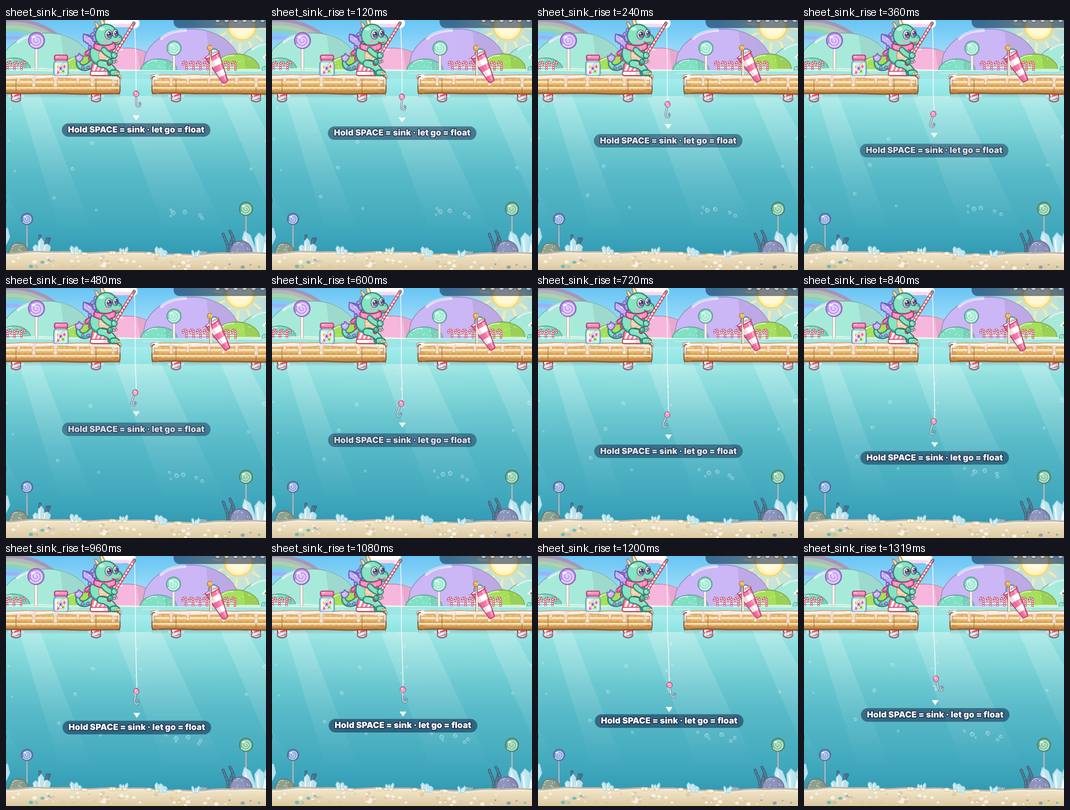 sheet_sink_rise t=0ms
sheet_sink_rise t=120ms
sheet_sink_rise t=240ms
sheet_sink_rise t=360ms
Hold SPACE = sink · let go = float
Hold SPACE = sink · let go = float
Hold SPACE = sink · let go = float
Hold SPACE = sink · let go = float
sheet_sink_rise t=480ms
sheet_sink_rise t=600ms
sheet_sink_rise t=720ms
sheet_sink_rise t=840ms
Hold SPACE = sink · let go = float
Hold SPACE = sink · let go = float
Hold SPACE = sink · let go = float
Hold SPACE = sink · let go = float
sheet_sink_rise t=960ms
sheet_sink_rise t=1080ms
sheet_sink_rise t=1200ms
sheet_sink_rise t=1319ms
Hold SPACE = sink · let go = float
Hold SPACE = sink · let go = float
Hold SPACE = sink · let go = float
Hold SPACE = sink · let go = float